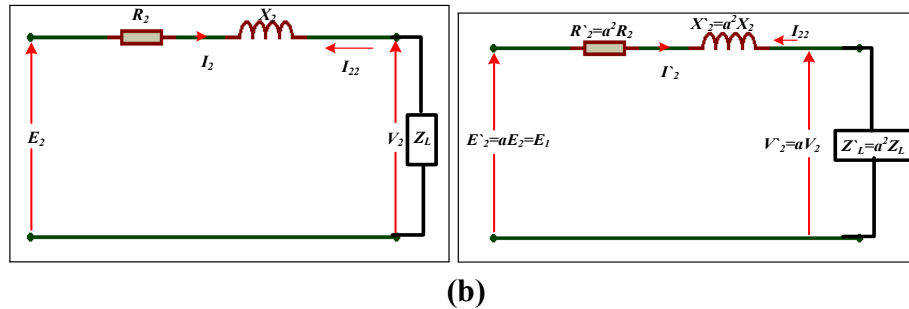 R2
X2
I2
I22
E2
V2
ZL
R`2=a²R2
X`2=a²X2
I`2
I22
E`2=aE2=E1
V`2=aV2
Z`L=a²ZL
(b)